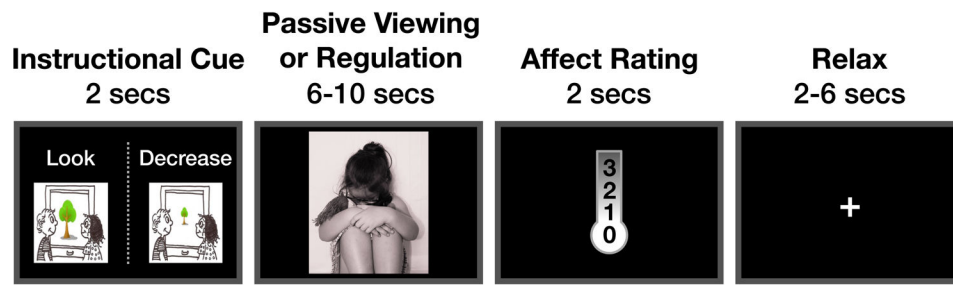 Instructional Cue
2 secs
Passive Viewing
or Regulation
6-10 secs
Affect Rating
2 secs
Relax
2-6 secs
Look
Decrease
3
2
1
0
+